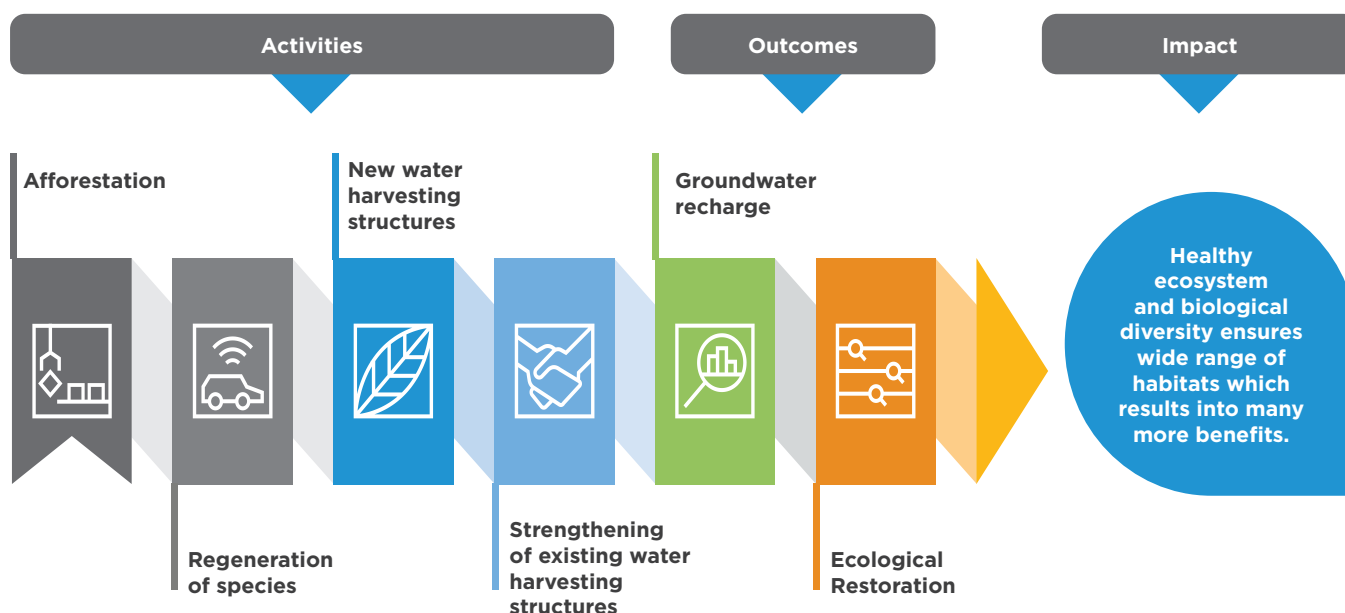 Activities
Outcomes
Impact
Afforestation
New water
harvesting
structures
Groundwater
recharge
Regeneration
of species
Strengthening
of existing water
harvesting
structures
Ecological
Restoration
Healthy
ecosystem
and biological
diversity ensures
wide range of
habitats which
results into many
more benefits.